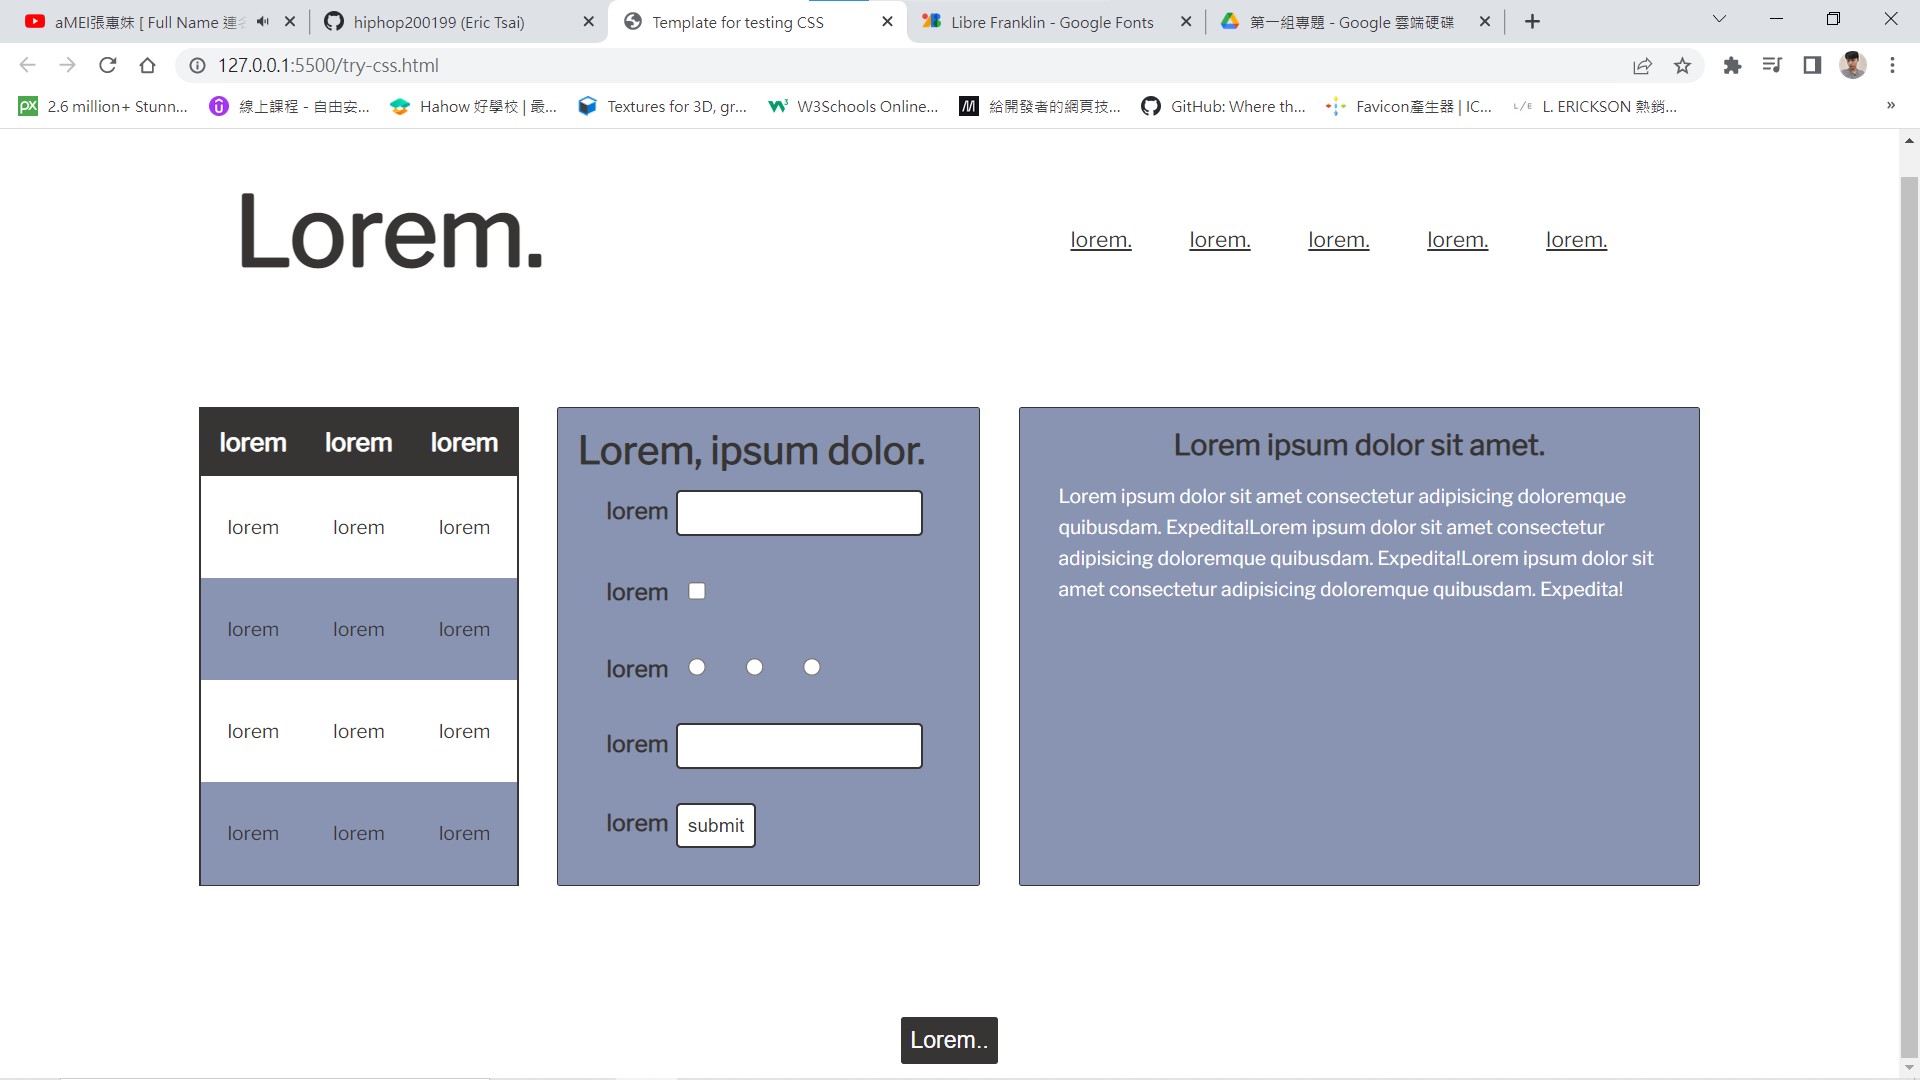 aMEI張惠妹 [ Full Name 連名
hiphop200199 (Eric Tsai)
Template for testing CSS
Libre Franklin - Google Fonts
第一組專題 - Google 雲端硬碟
127.0.0.1:5500/try-css.html
2.6 million+ Stunn...
線上課程 - 自由安...
Hahow 好學校 | 最...
Textures for 3D, gr...
W3Schools Online...
給開發者的網頁技...
GitHub: Where th...
Favicon產生器 | IC...
L/E
L. ERICKSON 熱銷...
Lorem.
lorem. lorem. lorem. lorem. lorem.
lorem lorem lorem
lorem lorem lorem
lorem lorem lorem
lorem lorem lorem
lorem lorem lorem
Lorem, ipsum dolor.
lorem
lorem
lorem
lorem
lorem submit
Lorem ipsum dolor sit amet.
Lorem ipsum dolor sit amet consectetur adipisicing doloremque
quibusdam. Expedita!Lorem ipsum dolor sit amet consectetur
adipisicing doloremque quibusdam. Expedita!Lorem ipsum dolor sit
amet consectetur adipisicing doloremque quibusdam. Expedita!
Lorem..